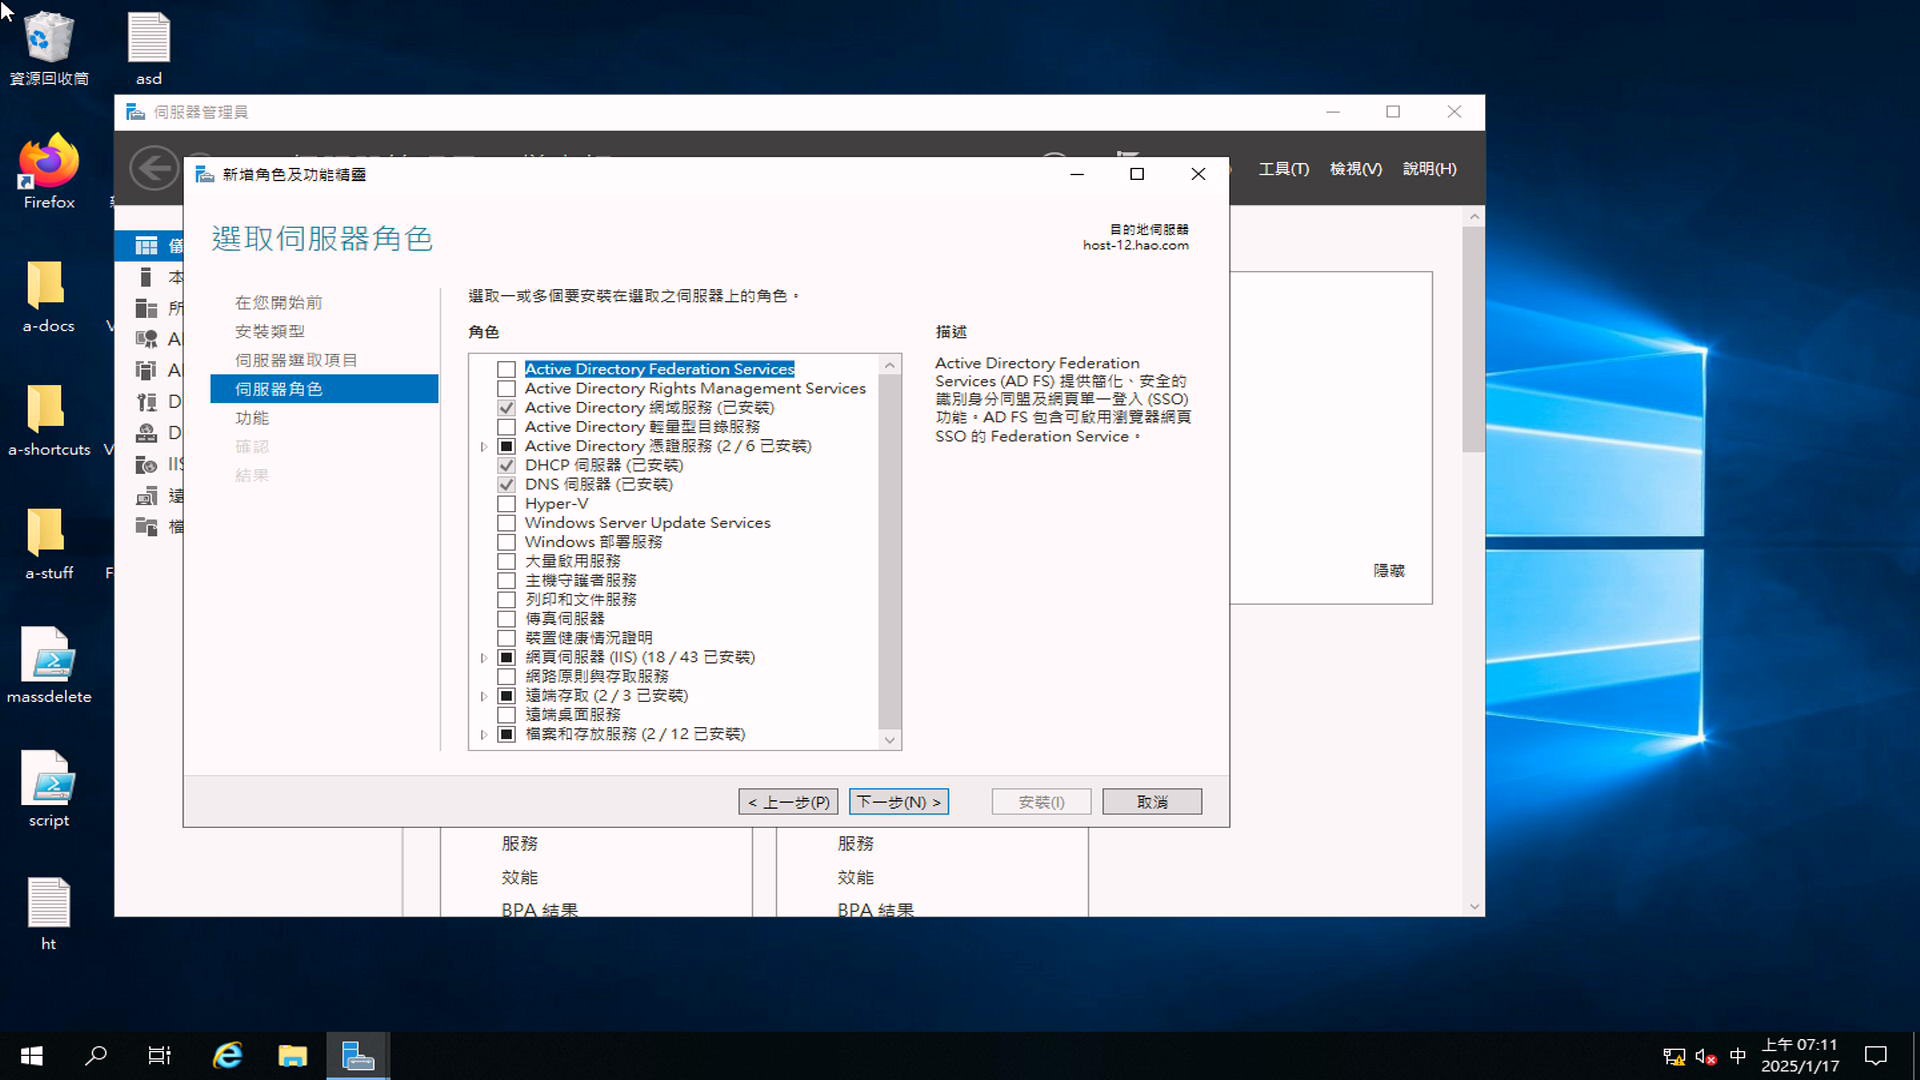 資源回收筒
asd
Firefox
a-docs
a-shortcuts
a-stuff
massdelete
script
ht
伺服器管理員
工具(T)
檢視(V)
說明(H)
新增角色及功能精靈
選取伺服器角色
目的地伺服器
host-12.hao.com
在您開始前
安裝類型
伺服器選取項目
伺服器角色
功能
確認
結果
選取一或多個要安裝在選取之伺服器上的角色。
角色
Active Directory Federation Services
Active Directory Rights Management Services
Active Directory 網域服務 (已安裝)
Active Directory 輕量型目錄服務
Active Directory 憑證服務 (2 / 6 已安裝)
DHCP 伺服器 (已安裝)
DNS 伺服器 (已安裝)
Hyper-V
Windows Server Update Services
Windows 部署服務
大量啟用服務
主機守護者服務
列印和文件服務
傳真伺服器
裝置健康情況證明
網頁伺服器 (IIS) (18 / 43 已安裝)
網路原則與存取服務
遠端存取 (2 / 3 已安裝)
遠端桌面服務
檔案和存放服務 (2 / 12 已安裝)
描述
Active Directory Federation
Services (AD FS) 提供簡化、安全的
識別身分同盟及網頁單一登入 (SSO)
功能。AD FS 包含可啟用瀏覽器網頁
SSO 的 Federation Service。
< 上一步(P)
下一步(N) >
安裝(I)
取消
隱藏
服務
效能
BPA 結果
服務
效能
BPA 結果
中
上午 07:11
2025/1/17